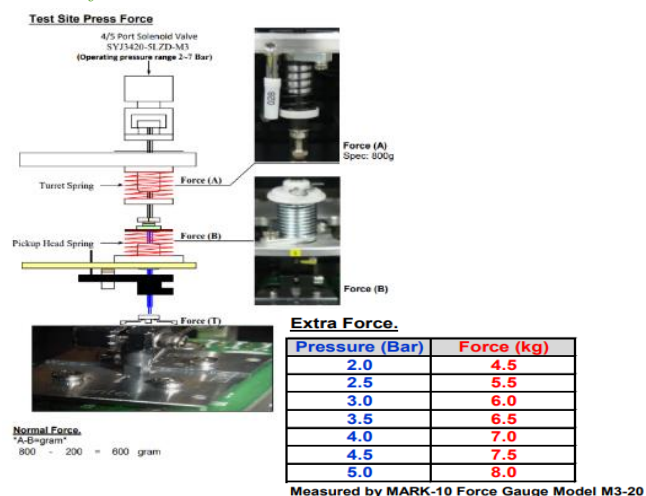 Test Site Press Force
4/5 Port Solenoid Valve
SYJ3420-5LZD-M3
(Operating pressure range 2~7 Bar)
026
Force (A)
Spec: 800g
Turret Spring
Force (A)
Pickup Head Spring
Force (B)
Force (B)
Force (T)
Extra Force.
Pressure (Bar) Force (kg)
2.0 4.5
2.5 5.5
3.0 6.0
3.5 6.5
4.0 7.0
4.5 7.5
5.0 8.0
Measured by MARK-10 Force Gauge Model M3-20
Normal Force.
"A-B=gram"
800 - 200 = 600 gram